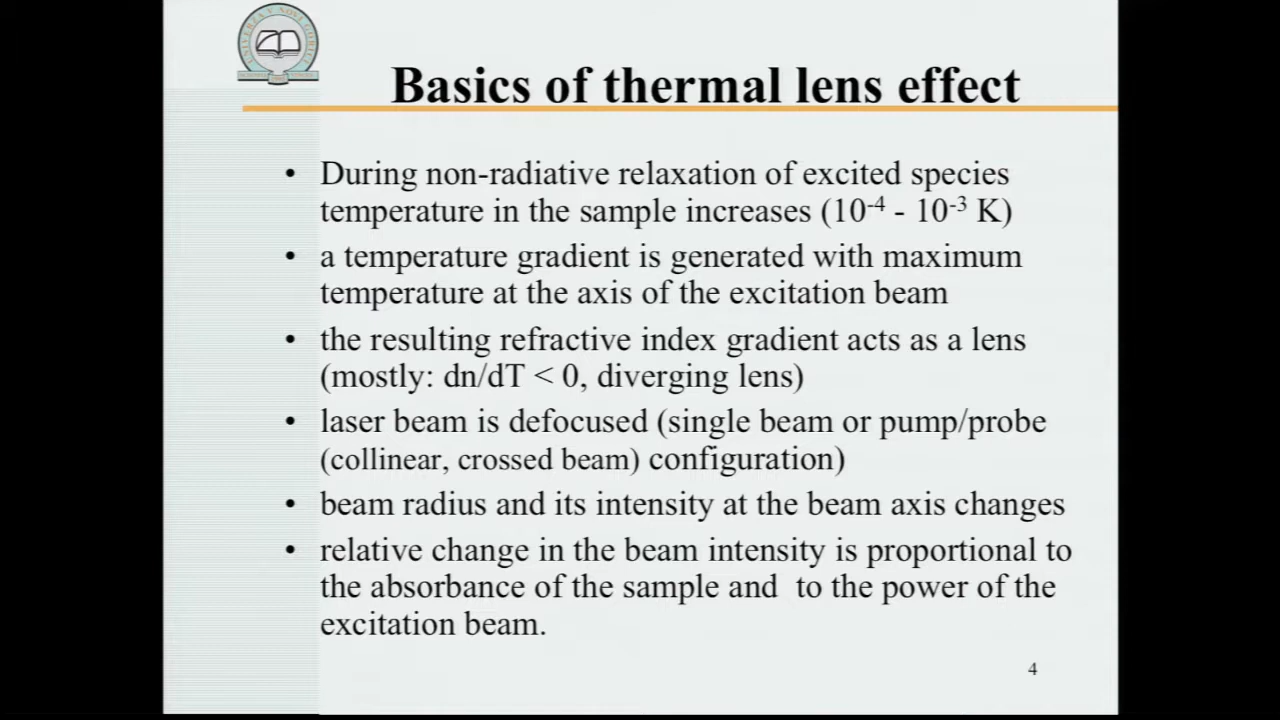 UNIVERZA V NOVI GORICI
Basics of thermal lens effect
• During non-radiative relaxation of excited species
temperature in the sample increases (10⁻⁴ - 10⁻³ K)
• a temperature gradient is generated with maximum
temperature at the axis of the excitation beam
• the resulting refractive index gradient acts as a lens
(mostly: dn/dT < 0, diverging lens)
• laser beam is defocused (single beam or pump/probe
(collinear, crossed beam) configuration)
• beam radius and its intensity at the beam axis changes
• relative change in the beam intensity is proportional to
the absorbance of the sample and  to the power of the
excitation beam.
4